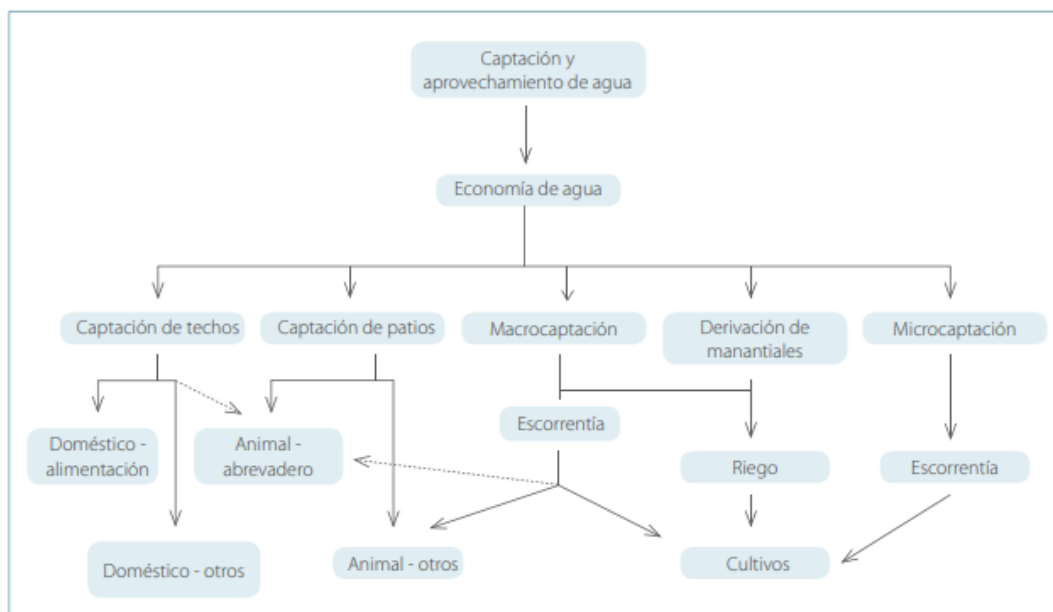 Captación y
aprovechamiento de agua
Economía de agua
Captación de techos
Captación de patios
Macrocaptación
Derivación de
manantiales
Microcaptación
Doméstico -
alimentación
Animal -
abrevadero
Escorrentía
Riego
Escorrentía
Doméstico - otros
Animal - otros
Cultivos